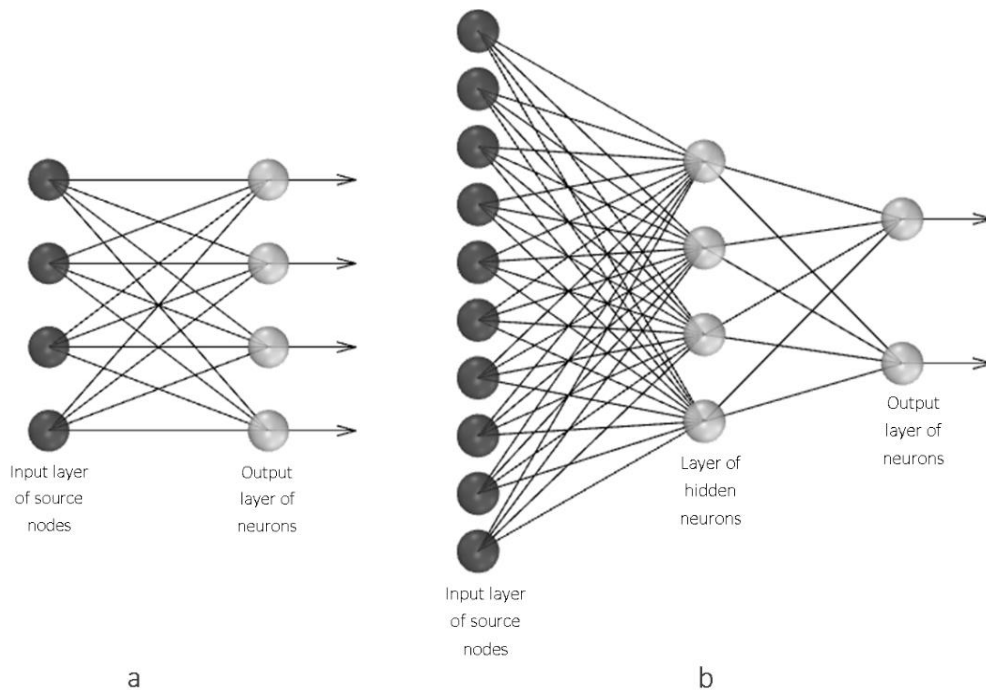 Input layer
of source
nodes
Output
layer of
neurons
a
Input layer
of source
nodes
Layer of
hidden
neurons
Output
layer of
neurons
b